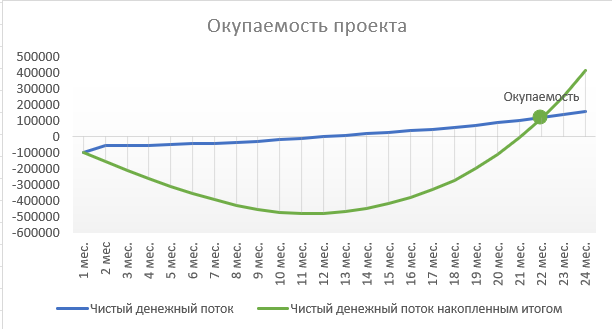 Окупаемость проекта
500000
400000
300000
200000
100000
0
-100000
-200000
-300000
-400000
-500000
-600000
Окупаемость
1 мес.
2 мес
3 мес.
4 мес.
5 мес.
6 мес.
7 мес.
8 мес.
9 мес.
10 мес.
11 мес.
12 мес.
13 мес.
14 мес.
15 мес.
16 мес.
17 мес.
18 мес.
19 мес.
20 мес.
21 мес.
22 мес.
23 мес.
24 мес.
Чистый денежный поток
Чистый денежный поток накопленным итогом